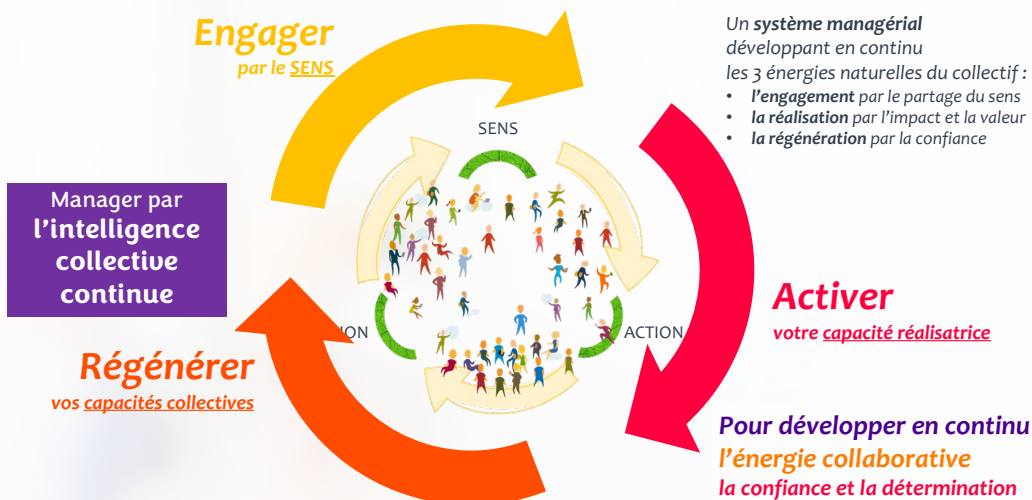 Engager
par le SENS
Un système managérial
développant en continu
les 3 énergies naturelles du collectif :
• l'engagement par le partage du sens
• la réalisation par l'impact et la valeur
• la régénération par la confiance
SENS
Manager par
l'intelligence
collective
continue
Activer
votre capacité réalisatrice
ION
ACTION
Régénérer
vos capacités collectives
Pour développer en continu
l'énergie collaborative
la confiance et la détermination